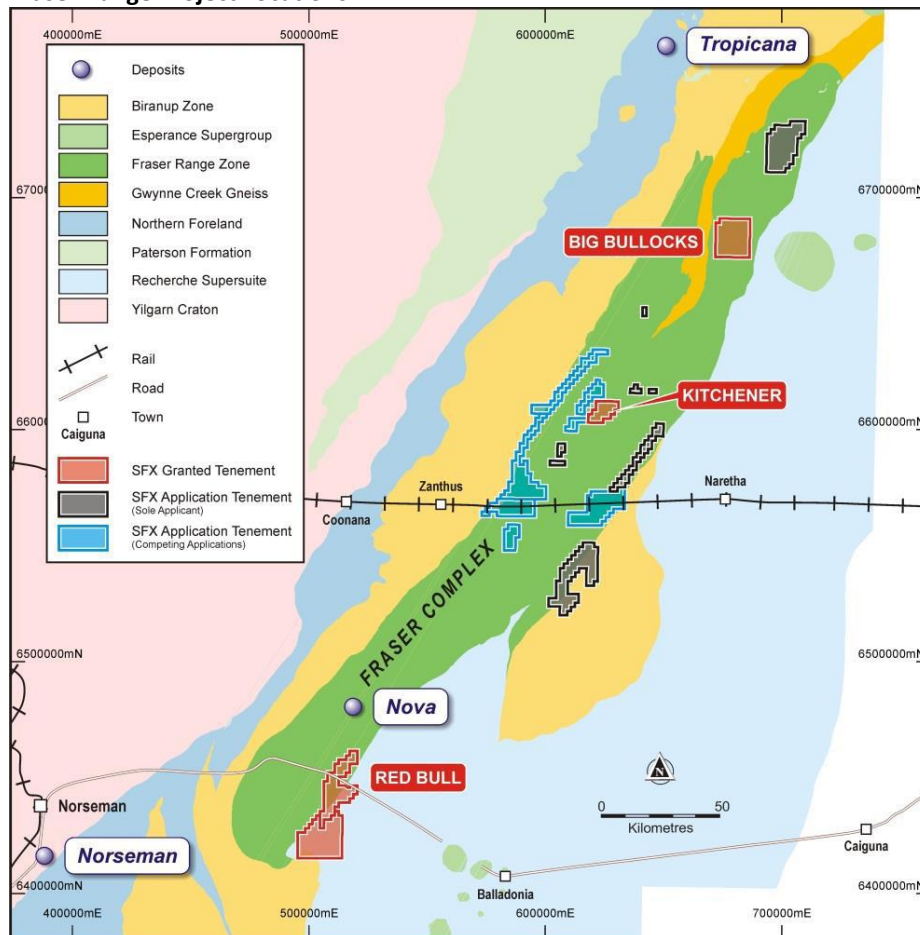 400000mE
500000mE
600000mE
Tropicana
Deposits
Biranup Zone
Esperance Supergroup
Fraser Range Zone
Gwynne Creek Gneiss
Northern Foreland
Paterson Formation
Recherche Supersuite
Yilgarn Craton
Rail
Road
Town
Caiguna
SFX Granted Tenement
SFX Application Tenement
(Sole Applicant)
SFX Application Tenement
(Competing Applications)
6700000mN
6700000mN
BIG BULLOCKS
KITCHENER
6600000mN
6600000mN
Naretha
Zanthus
Coonana
FRASER COMPLEX
6500000mN
6500000mN
Nova
RED BULL
N
0 50
Kilometres
Norseman
Norseman
Caiguna
Balladonia
6400000mN
6400000mN
400000mE
500000mE
600000mE
700000mE